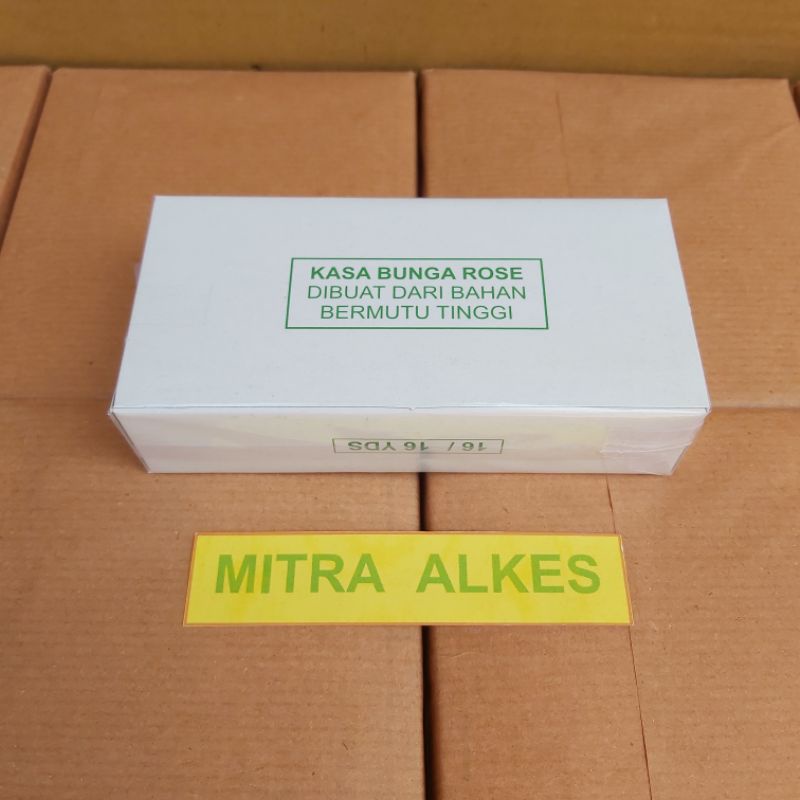 KASA BUNGA ROSE
DIBUAT DARI BAHAN
BERMUTU TINGGI
16 / 16 YDS
MITRA ALKES